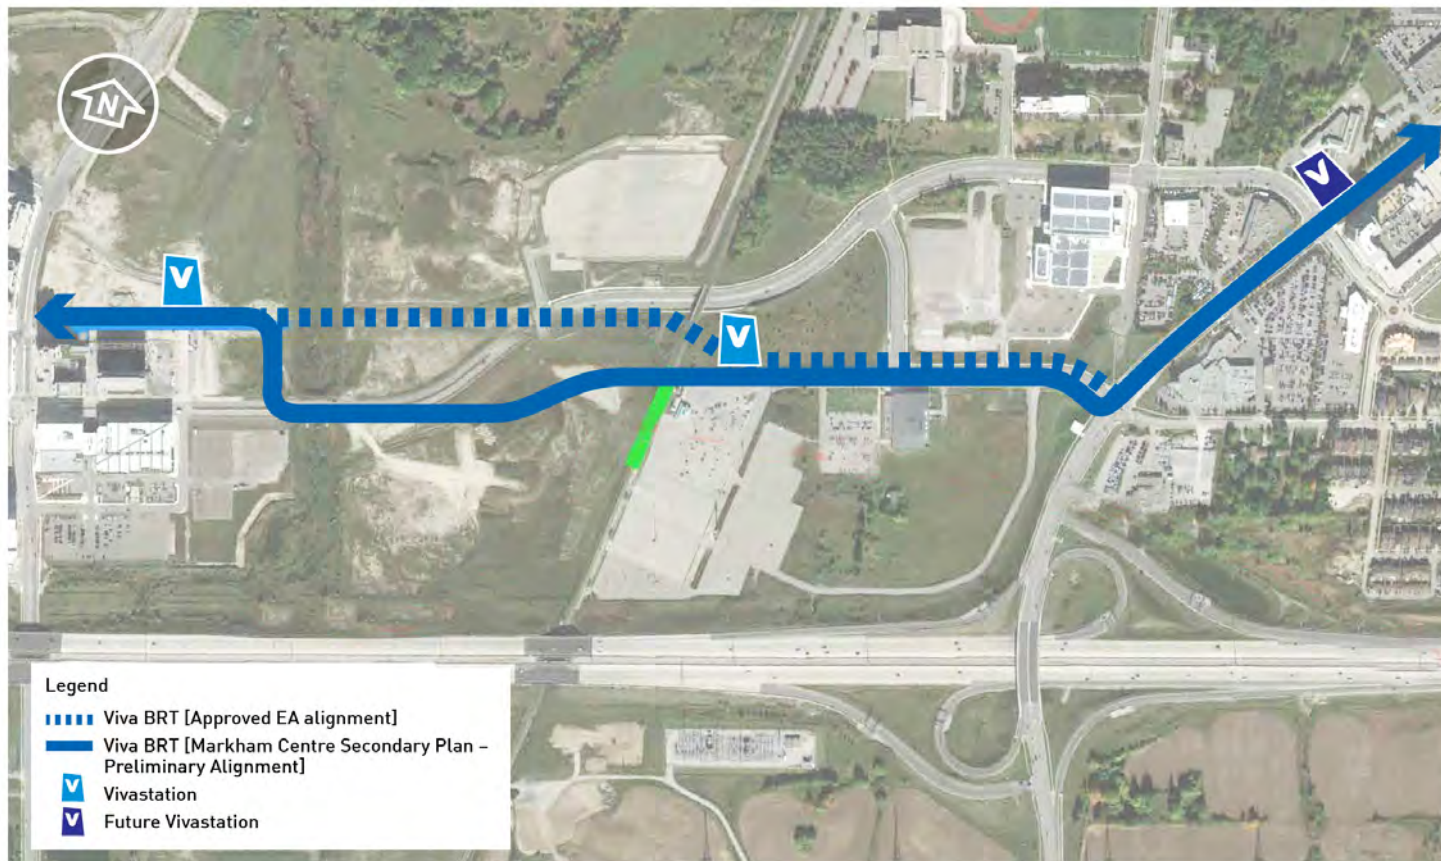 N
V
V
V
Legend
Viva BRT [Approved EA alignment]
Viva BRT [Markham Centre Secondary Plan –
Preliminary Alignment]
V Vivastation
V Future Vivastation